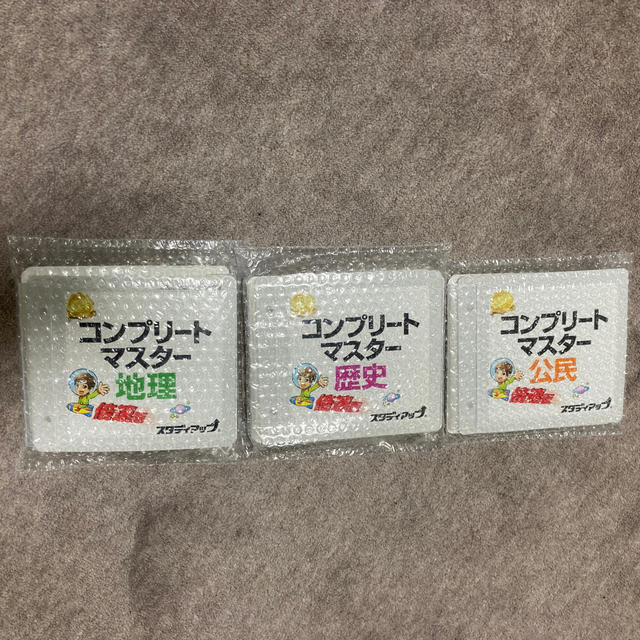 コンプリート
マスター
地理
スタディアップ
コンプリート
マスター
歴史
スタディアップ
コンプリート
マスター
公民
スタディアップ